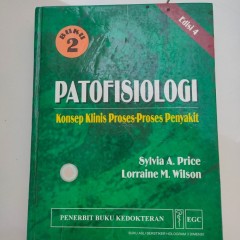 Edisi 4
BUKU
2
PATOFISIOLOGI
Konsep Klinis Proses-Proses Penyakit
Sylvia A. Price
Lorraine M. Wilson
PENERBIT BUKU KEDOKTERAN
EGC